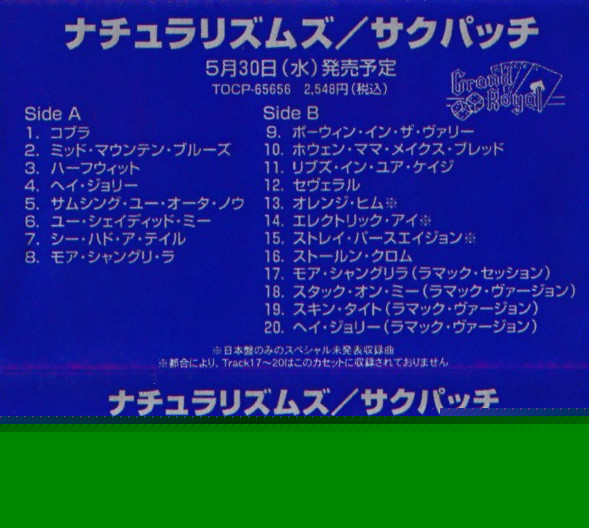 ナチュラリズムズ／サクパッチ
5月30日(水)発売予定
TOCP-65656 2,548円(税込)
Grand Royal
Side A
1. コブラ
2. ミッド・マウンテン・ブルーズ
3. ハーフウィット
4. ヘイ・ジョリー
5. サムシング・ユー・オータ・ノウ
6. ユー・シェイディッド・ミー
7. シー・ハド・ア・テイル
8. モア・シャングリ・ラ
Side B
9. ボーウィン・イン・ザ・ヴァリー
10. ホウェン・ママ・メイクス・ブレッド
11. リブズ・イン・ユア・ケイジ
12. セヴェラル
13. オレンジ・ヒム※
14. エレクトリック・アイ※
15. ストレイ・パースエイジョン※
16. ストールン・クロム
17. モア・シャングリラ(ラマック・セッション)
18. スタック・オン・ミー(ラマック・ヴァージョン)
19. スキン・タイト(ラマック・ヴァージョン)
20. ヘイ・ジョリー(ラマック・ヴァージョン)
※日本盤のみのスペシャル未発表収録曲
※都合により、Track17〜20はこのカセットに収録されておりません
ナチュラリズムズ／サクパッチ